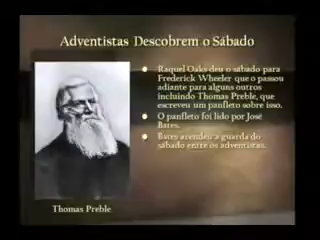 Adventistas Descobrem o Sábado
Raquel Oaks deu o sábado para
Frederick Wheeler que o passou
adiante para alguns outros
incluindo Thomas Preble, que
escreveu um panfleto sobre isso.
O panfleto foi lido por José
Bates.
Bates acendeu a guarda do
sábado entre os adventistas.
Thomas Preble